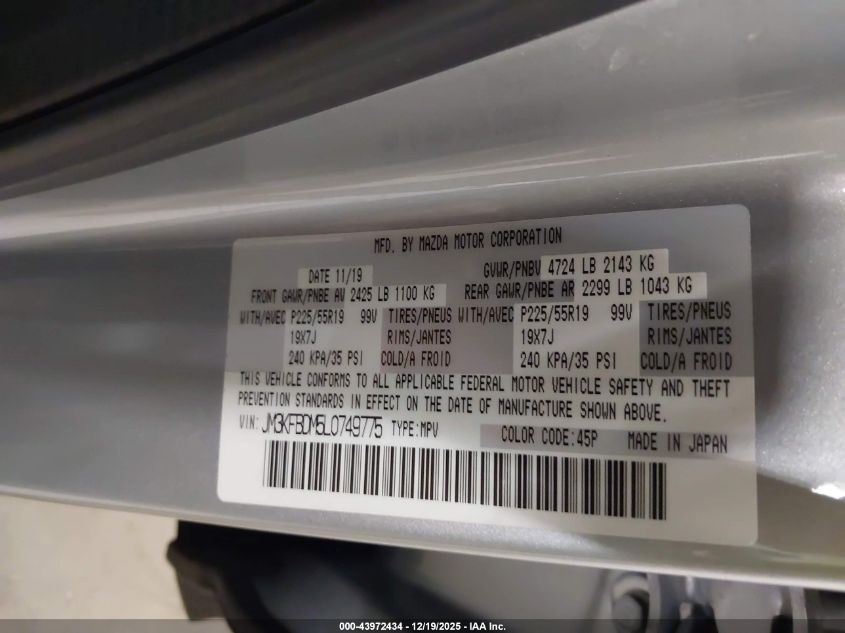 MFD. BY MAZDA MOTOR CORPORATION
DATE 11/19 GVWR/PNBV 4724 LB 2143 KG
FRONT GAWR/PNBE AV 2425 LB 1100 KG REAR GAWR/PNBE AR 2299 LB 1043 KG
WITH/AVEC P225/55R19 99V TIRES/PNEUS WITH/AVEC P225/55R19 99V TIRES/PNEUS
19X7J RIMS/JANTES 19X7J RIMS/JANTES
240 KPA/35 PSI COLD/A FROID 240 KPA/35 PSI COLD/A FROID
THIS VEHICLE CONFORMS TO ALL APPLICABLE FEDERAL MOTOR VEHICLE SAFETY AND THEFT
PREVENTION STANDARDS IN EFFECT ON THE DATE OF MANUFACTURE SHOWN ABOVE.
VIN: JM3KFBDM5L0749775 TYPE:MPV COLOR CODE:45P MADE IN JAPAN
000-43972434 - 12/19/2025 - IAA Inc.